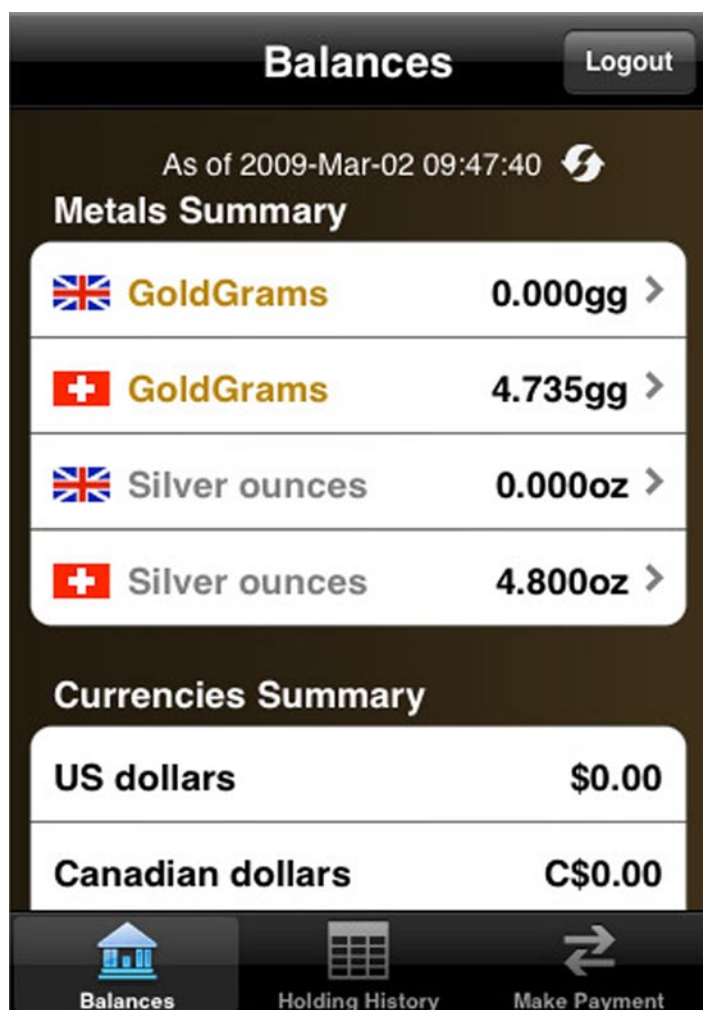 Balances Logout
As of 2009-Mar-02 09:47:40
Metals Summary
GoldGrams 0.000gg
GoldGrams 4.735gg
Silver ounces 0.000oz
Silver ounces 4.800oz
Currencies Summary
US dollars $0.00
Canadian dollars C$0.00
Balances Holding History Make Payment